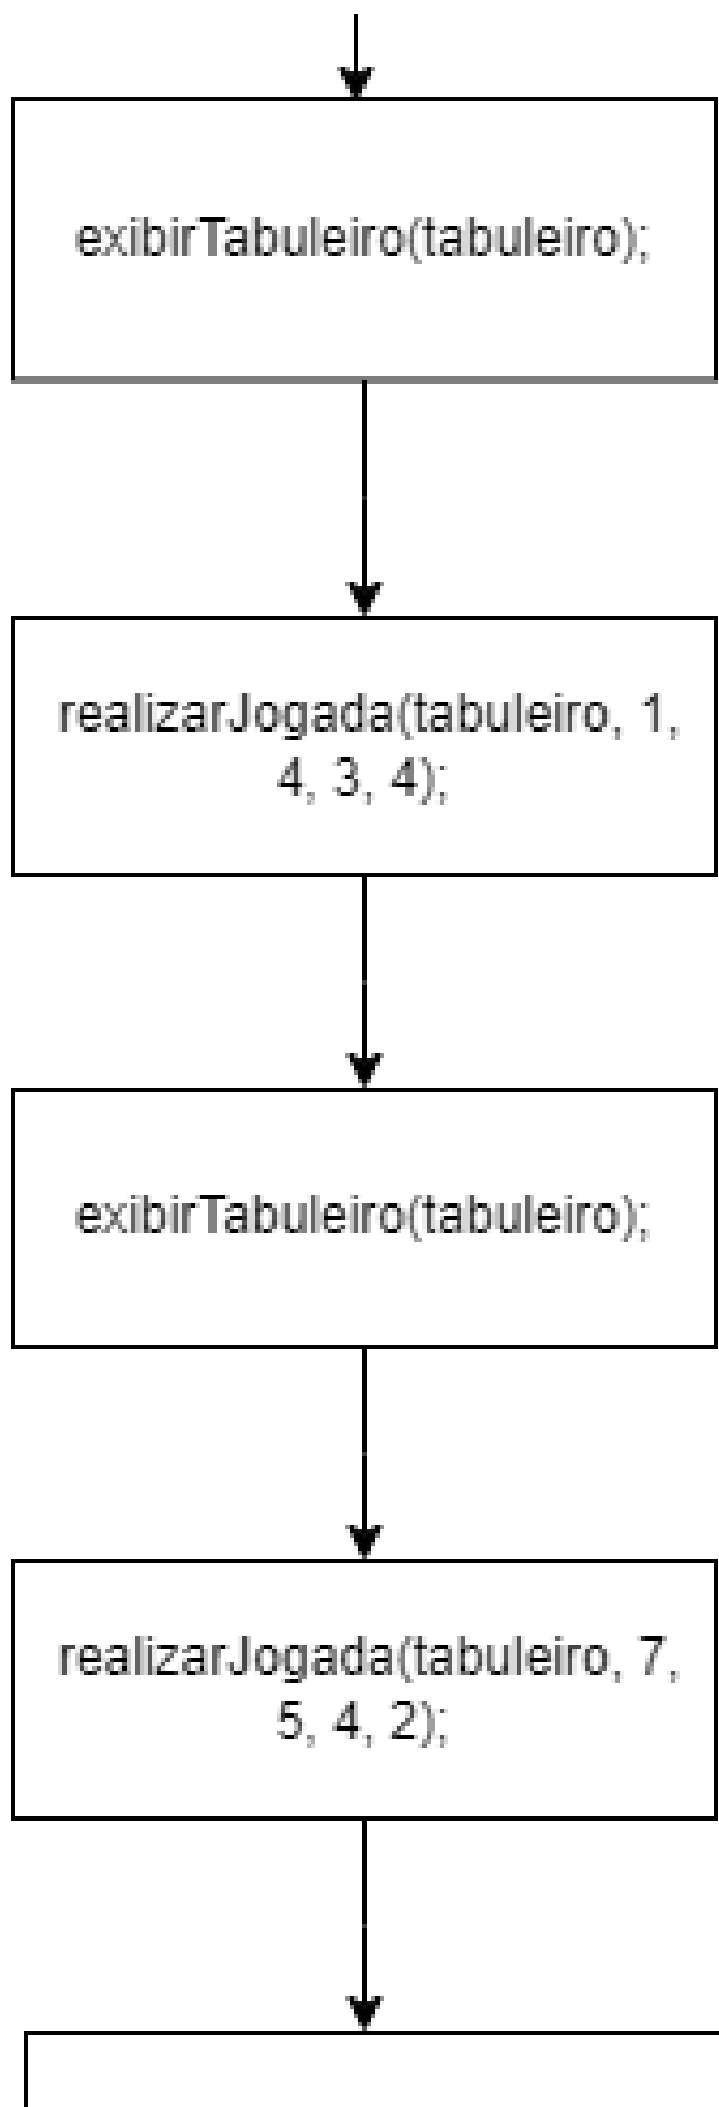 exibirTabuleiro(tabuleiro);
realizarJogada(tabuleiro, 1,
4, 3, 4);
exibirTabuleiro(tabuleiro);
realizarJogada(tabuleiro, 7,
5, 4, 2);